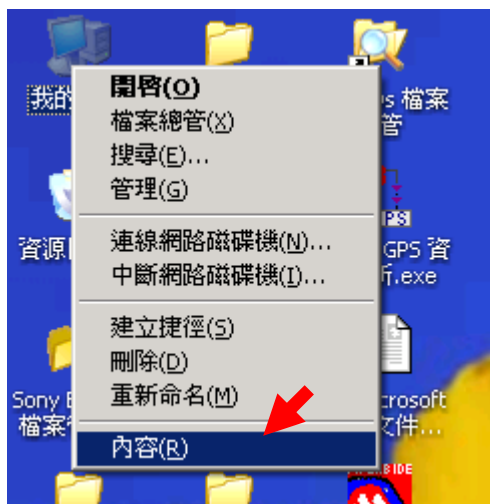 我的
開啓(O)
檔案總管(X)
搜尋(E)...
管理(G)
連線網路磁碟機(N)...
中斷網路磁碟機(I)...
建立捷徑(S)
刪除(D)
重新命名(M)
內容(R)
s 檔案
管
PS
資源
GPS 資
.exe
Sony
檔案
crosoft
文件...